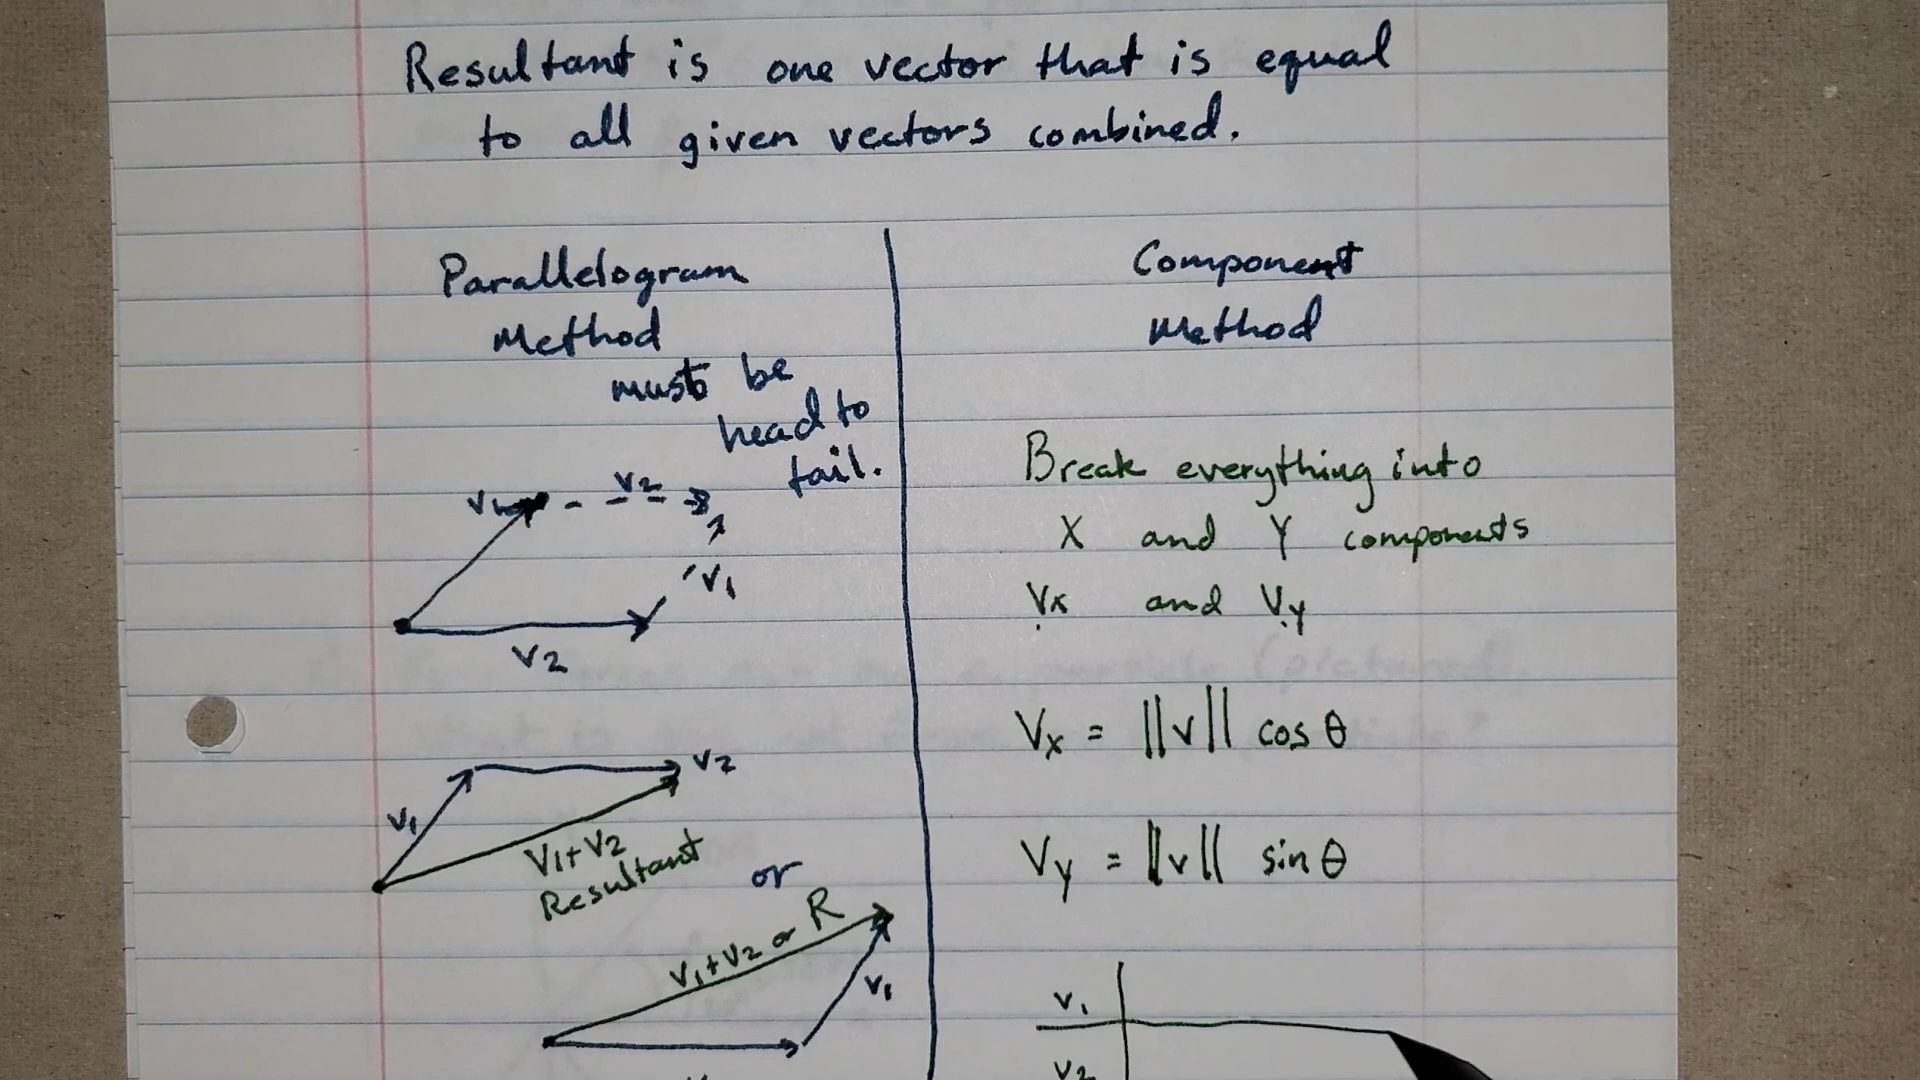 Resultant is one vector that is equal
to all given vectors combined.
Parallelogram
Method
must be
head to
tail.
V2
V1
V2
V2
V1
V1+V2
Resultant
or
V1+V2 or R
V1
Component
Method
Break everything into
X and Y components
Vx and Vy
Vx = ||v|| cos θ
Vy = ||v|| sin θ
V1
V2